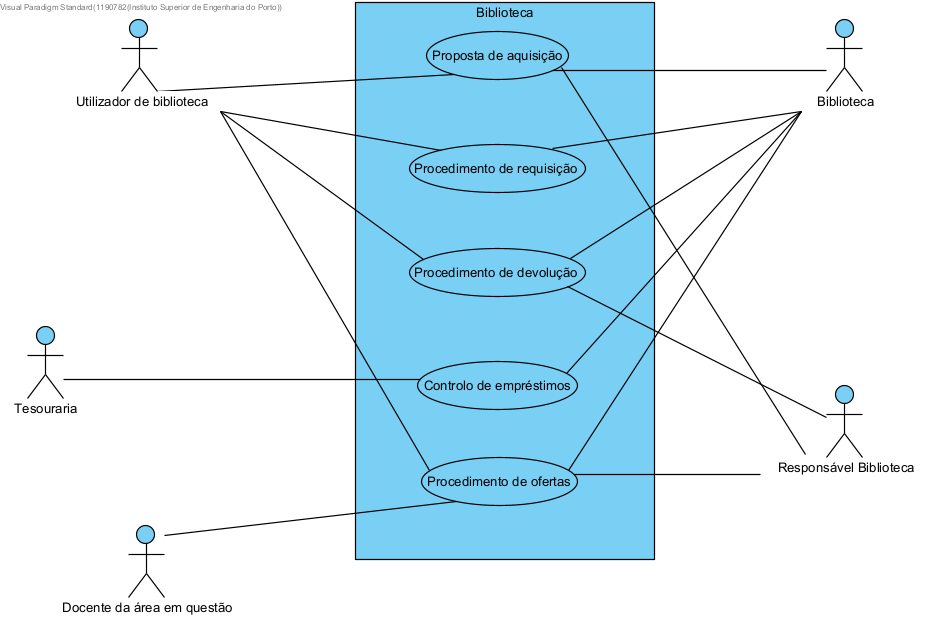 Visual Paradigm Standard(1190782(Instituto Superior de Engenharia do Porto))
Biblioteca
Proposta de aquisição
Utilizador de biblioteca
Biblioteca
Procedimento de requisição
Procedimento de devolução
Controlo de empréstimos
Tesouraria
Responsável Biblioteca
Procedimento de ofertas
Docente da área em questão